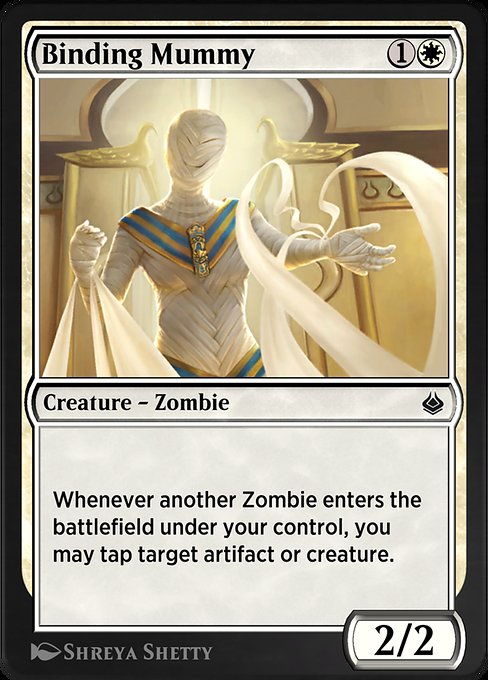 Binding Mummy 1
Creature – Zombie
Whenever another Zombie enters the
battlefield under your control, you
may tap target artifact or creature.
2/2
Shreya Shetty